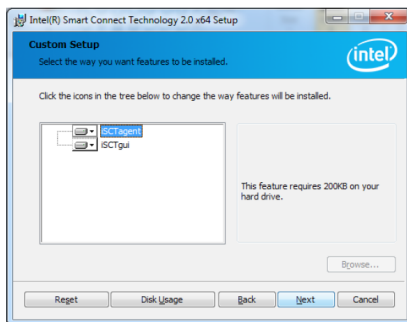 Intel(R) Smart Connect Technology 2.0 x64 Setup
Custom Setup
Select the way you want features to be installed.
intel
Click the icons in the tree below to change the way features will be installed.
iSCTagent
iSCTgui
This feature requires 200KB on your
hard drive.
Browse...
Reset
Disk Usage
Back
Next
Cancel